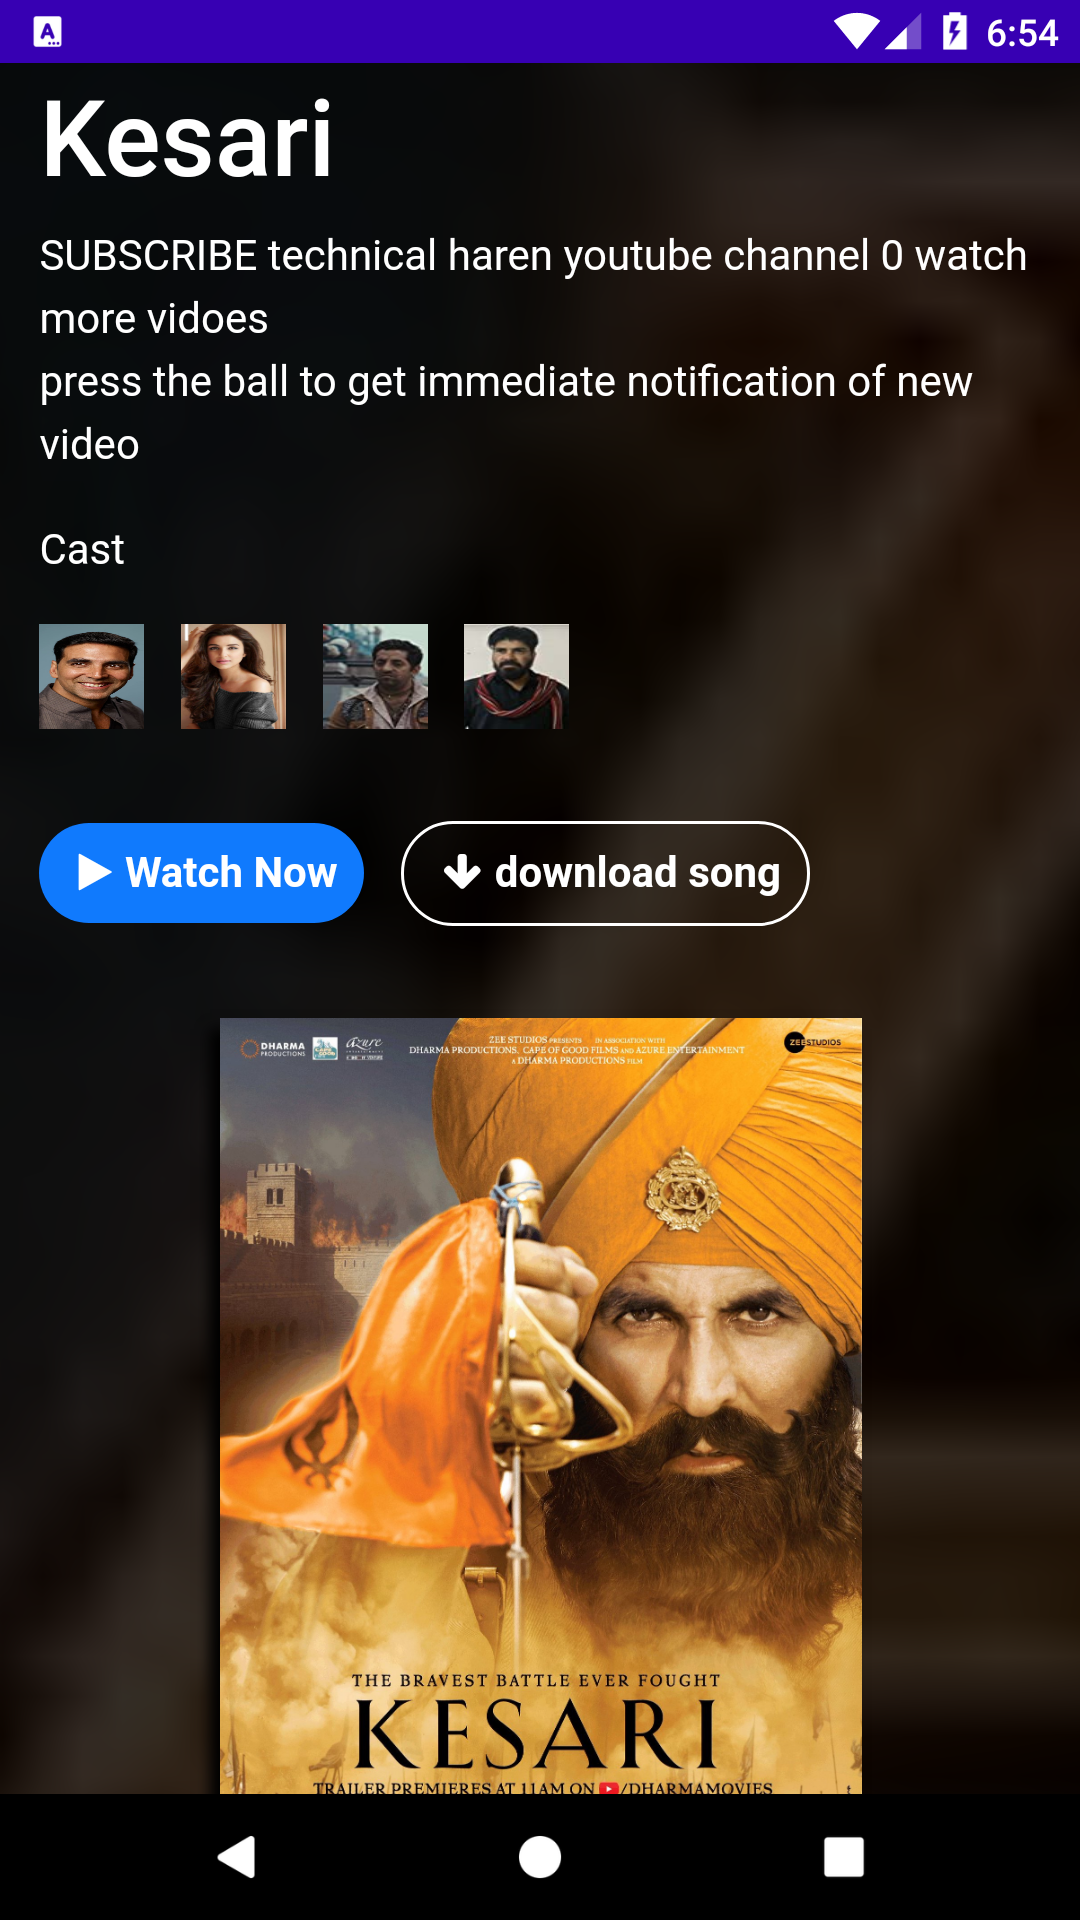 6:54
Kesari
SUBSCRIBE technical haren youtube channel 0 watch
more vidoes
press the ball to get immediate notification of new
video
Cast
Watch Now
download song
DHARMA
PRODUCTIONS
azure
ZEE STUDIOS PRESENTS IN ASSOCIATION WITH
DHARMA PRODUCTIONS, CAPE OF GOOD FILMS AND AZURE ENTERTAINMENT
A DHARMA PRODUCTIONS FILM
ZEE STUDIOS
THE BRAVEST BATTLE EVER FOUGHT
KESARI
TRAILER PREMIERES AT 11AM ON /DHARMAMOVIES